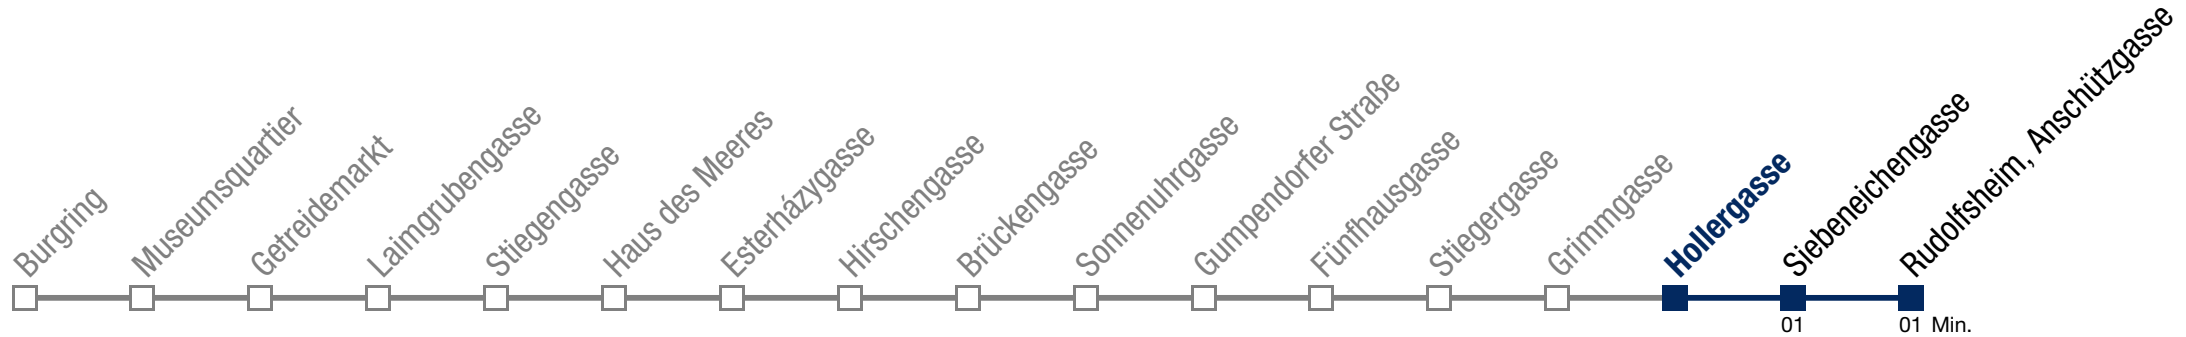 Burgring
Museumsquartier
Getreidemarkt
Laimgrubengasse
Stiegengasse
Haus des Meeres
Esterházygasse
Hirschengasse
Brückengasse
Sonnenuhrgasse
Gumpendorfer Straße
Fünfhausgasse
Stiegergasse
Grimmgasse
Hollergasse
Siebeneichengasse
Rudolfsheim, Anschützgasse
01
01 Min.